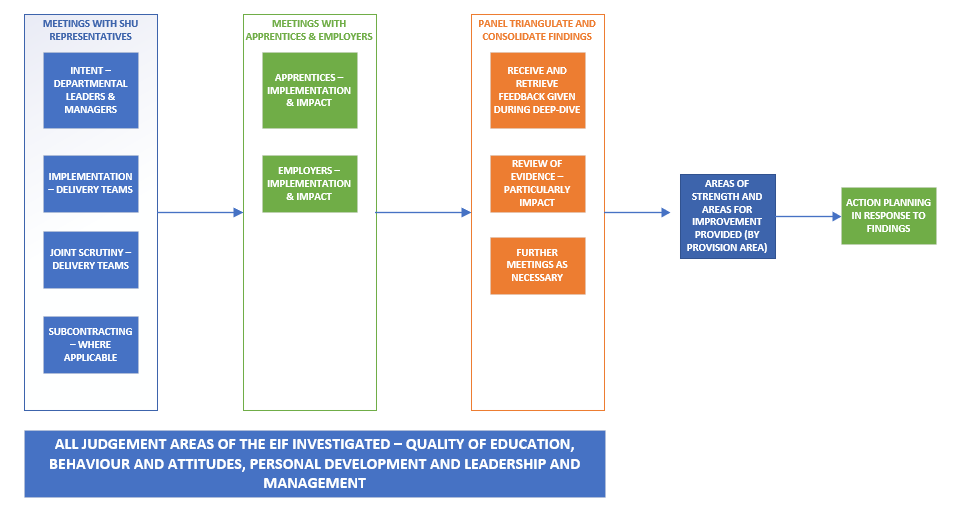 MEETINGS WITH SHU
REPRESENTATIVES
INTENT –
DEPARTMENTAL
LEADERS &
MANAGERS
IMPLEMENTATION
– DELIVERY TEAMS
JOINT SCRUTINY –
DELIVERY TEAMS
SUBCONTRACTING
– WHERE
APPLICABLE
MEETINGS WITH
APPRENTICES & EMPLOYERS
APPRENTICES –
IMPLEMENTATION
& IMPACT
EMPLOYERS –
IMPLEMENTATION
& IMPACT
PANEL TRIANGULATE AND
CONSOLIDATE FINDINGS
RECEIVE AND
RETRIEVE
FEEDBACK GIVEN
DURING DEEP-DIVE
REVIEW OF
EVIDENCE –
PARTICULARLY
IMPACT
FURTHER
MEETINGS AS
NECESSARY
AREAS OF
STRENGTH AND
AREAS FOR
IMPROVEMENT
PROVIDED (BY
PROVISION AREA)
ACTION PLANNING
IN RESPONSE TO
FINDINGS
ALL JUDGEMENT AREAS OF THE EIF INVESTIGATED – QUALITY OF EDUCATION,
BEHAVIOUR AND ATTITUDES, PERSONAL DEVELOPMENT AND LEADERSHIP AND
MANAGEMENT